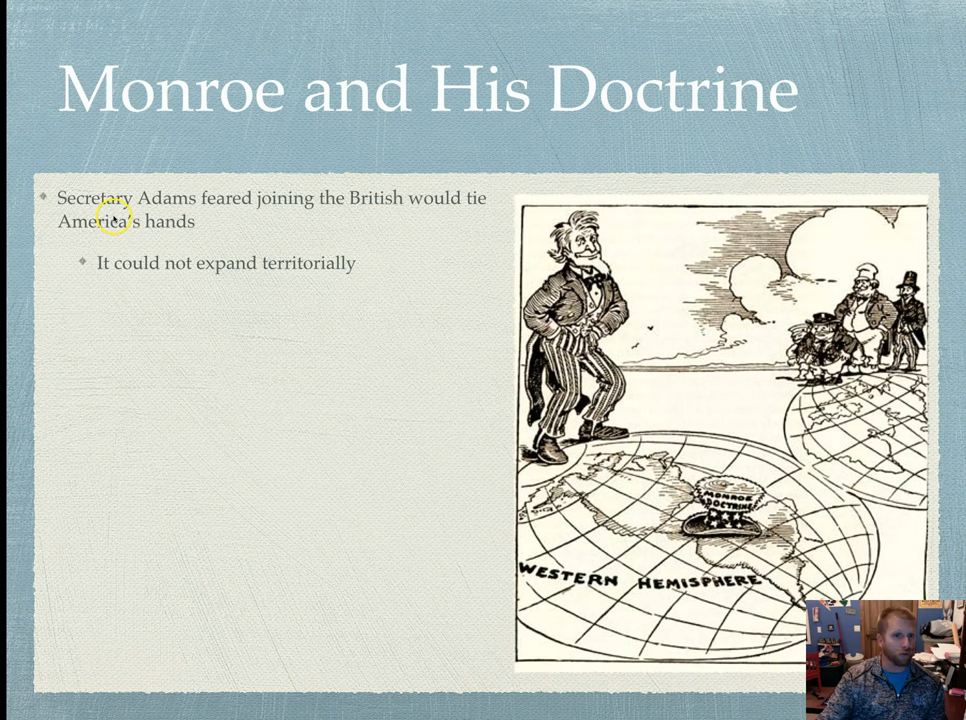 Monroe and His Doctrine
Secretary Adams feared joining the British would tie
America's hands
It could not expand territorially
MONROE
DOCTRINE
WESTERN HEMISPHERE